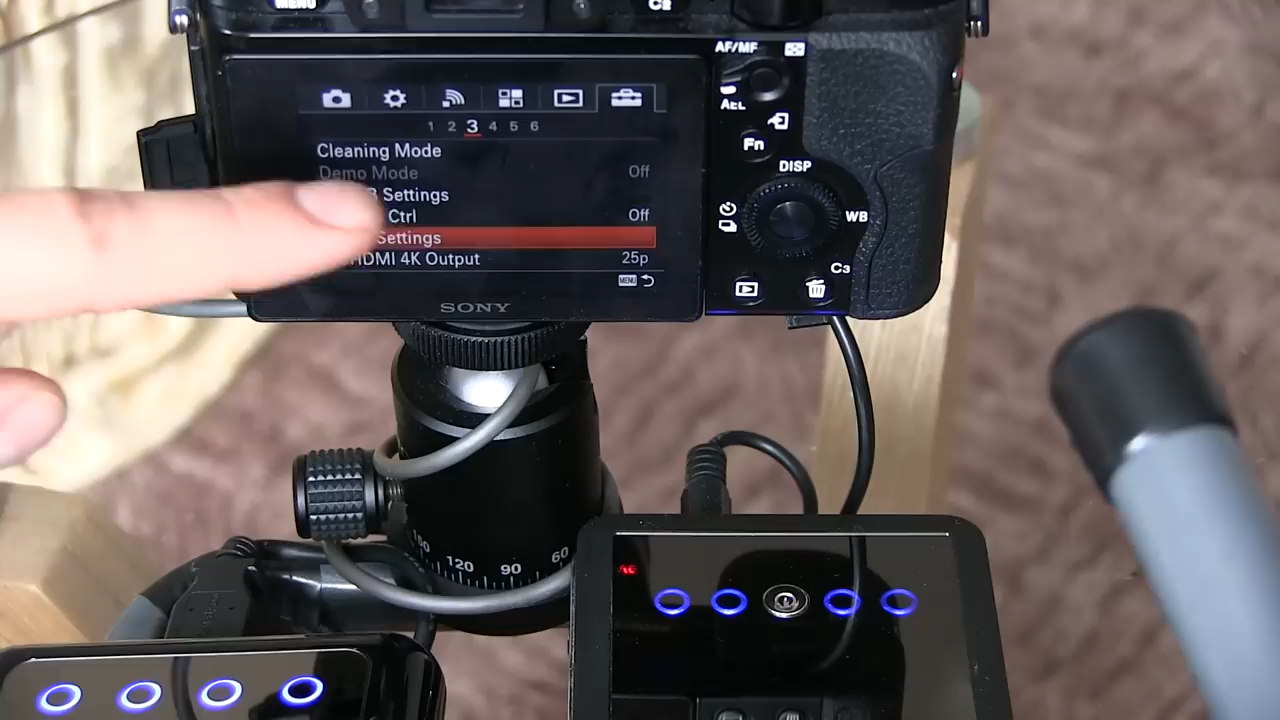 MENU
C2
AF/MF
AEL
1 2 3 4 5 6
Cleaning Mode
Demo Mode Off
Settings
Ctrl Off
Settings
HDMI 4K Output 25p
MENU
SONY
Fn
DISP
WB
C3
120 90 60